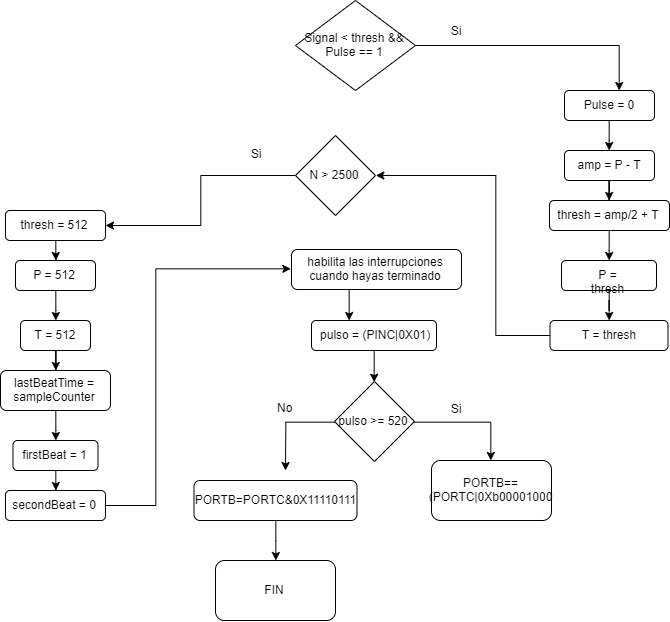 Signal < thresh &&
Pulse == 1
Si
Pulse = 0
amp = P - T
thresh = amp/2 + T
P =
thresh
T = thresh
N > 2500
Si
thresh = 512
P = 512
T = 512
lastBeatTime =
sampleCounter
firstBeat = 1
secondBeat = 0
habilita las interrupciones
cuando hayas terminado
pulso = (PINC|0X01)
pulso >= 520
No
Si
PORTB=PORTC&0X11110111
PORTB==
(PORTC|0Xb00001000
FIN